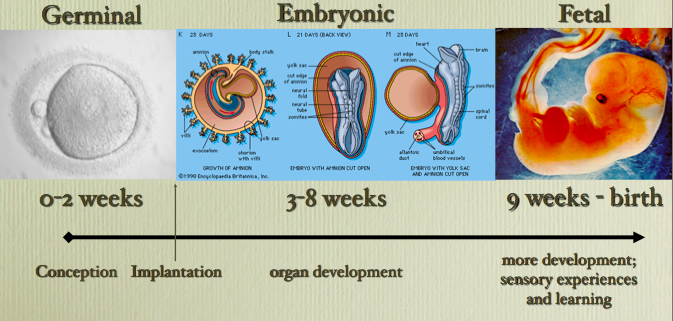 Germinal
Embryonic
Fetal
K 23 DAYS
amnion
body stalk
villi
exocoelom
yolk sac
chorion
with villi
GROWTH OF AMNION
©1998 Encyclopaedia Britannica, Inc.
L 21 DAYS (BACK VIEW)
yolk sac
cut edge
of amnion
neural
fold
neural
tube
somites
EMBRYO WITH AMNION CUT OPEN
M 23 DAYS
heart
brain
cut edge
of amnion
somites
spinal
cord
yolk sac
allantoic
duct
umbilical
blood vessels
EMBRYO WITH YOLK SAC
AND AMNION CUT OPEN
0-2 weeks
3-8 weeks
9 weeks - birth
Conception
Implantation
organ development
more development;
sensory experiences
and learning